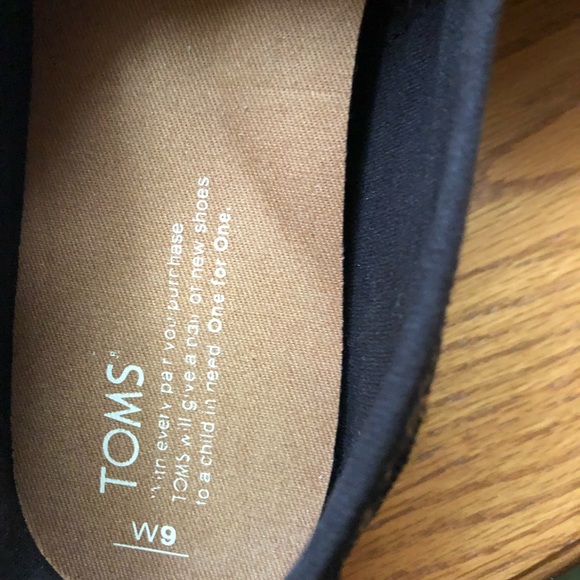 TOMS
With every pair you purchase
TOMS will give a pair of new shoes
to a child in need. One for One.
W9